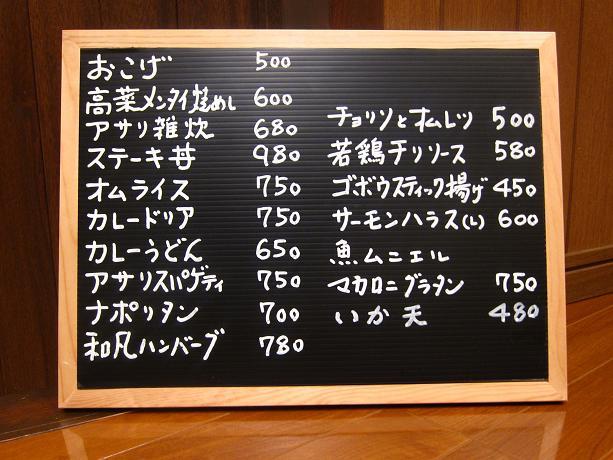 おこげ 500
高菜メンタイ焼めし 600
アサリ雑炊 680
ステーキ丼 980
オムライス 750
カレードリア 750
カレーうどん 650
アサリスパゲティ 750
ナポリタン 700
和風ハンバーグ 780
チョリソとオムレツ 500
若鶏チリソース 580
ゴボウスティック揚げ 450
サーモンハラス(L) 600
魚ムニエル
マカロニグラタン 750
いか天 480